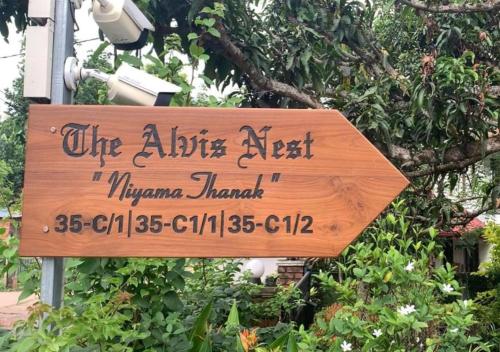 The Alvis Nest
"Niyama Thanak"
35-C/1|35-C1/1|35-C1/2